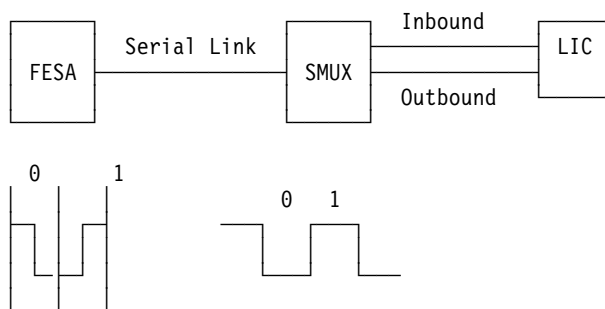 Inbound
Serial Link
FESA
SMUX
LIC
Outbound
0 1
0 1